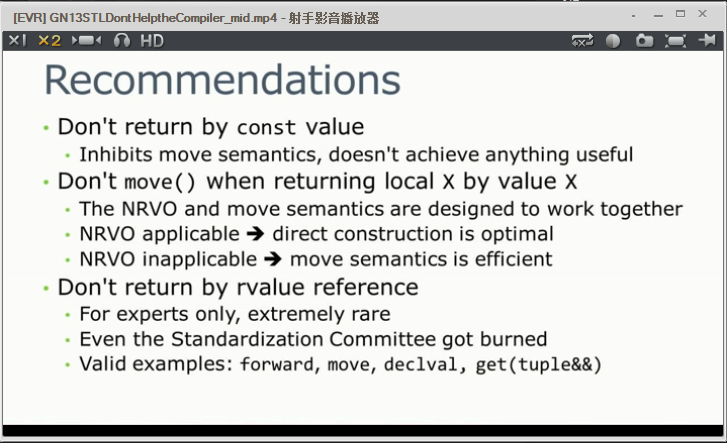 [EVR] GN13STLDontHelptheCompiler_mid.mp4 - 射手影音播放器
×1 ×2 HD
Recommendations
• Don't return by const value
• Inhibits move semantics, doesn't achieve anything useful
• Don't move() when returning local X by value X
• The NRVO and move semantics are designed to work together
• NRVO applicable ➔ direct construction is optimal
• NRVO inapplicable ➔ move semantics is efficient
• Don't return by rvalue reference
• For experts only, extremely rare
• Even the Standardization Committee got burned
• Valid examples: forward, move, declval, get(tuple&&)